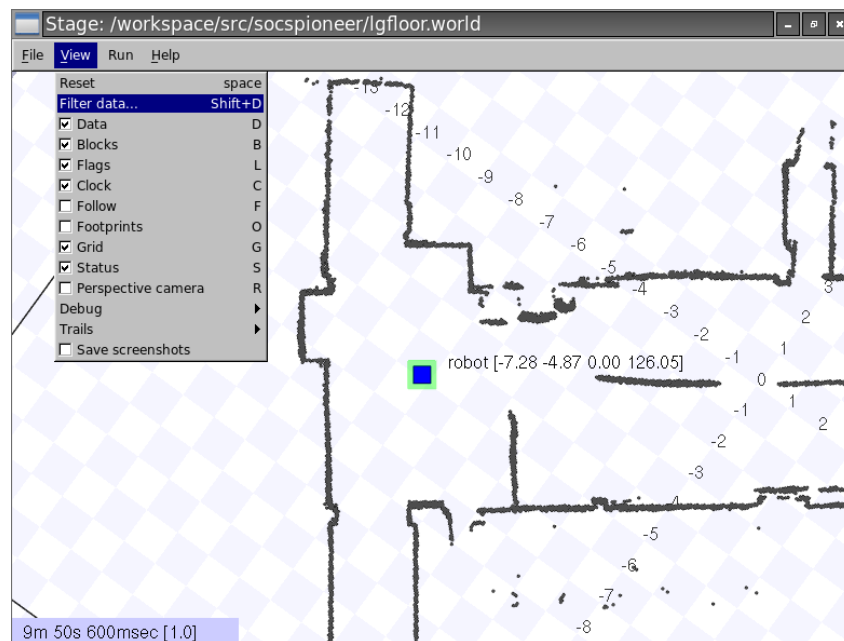 Stage: /workspace/src/socspioneer/lgfloor.world
File View Run Help
Reset space
Filter data... Shift+D
Data D
Blocks B
Flags L
Clock C
Follow F
Footprints O
Grid G
Status S
Perspective camera R
Debug
Trails
Save screenshots
-13
-12
-11
-10
-9
-8
-7
-6
-5
-4
-3
-2
-1
0
1
2
3
robot [-7.28 -4.87 0.00 126.05]
1
2
-1
-2
-3
-4
-5
-6
-7
-8
9m 50s 600msec [1.0]